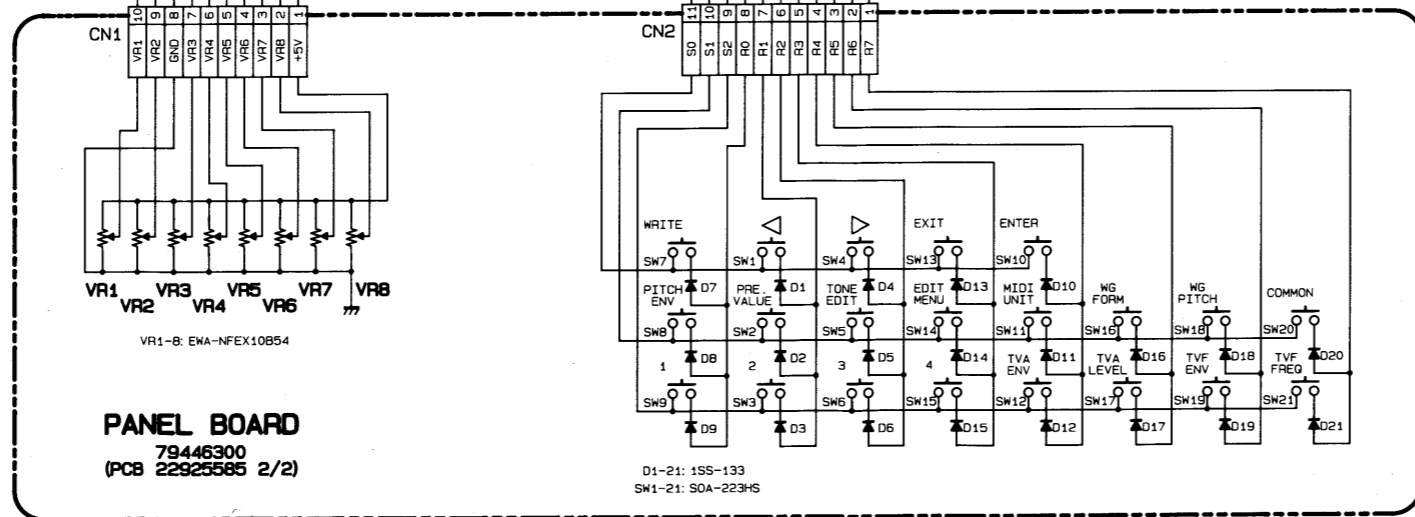 10 9 8 7 6 5 4 3 2 1
CN1
VR1 VR2 GND VR3 VR4 VR5 VR6 VR7 VR8 +5V
11 10 9 8 7 6 5 4 3 2 1
CN2
S0 S1 S2 R0 R1 R2 R3 R4 R5 R6 R7
WRITE EXIT ENTER
SW7 SW1 SW4 SW13 SW10
D7 D1 D4 D13 D10
PITCH ENV
PRE. VALUE
TONE EDIT
EDIT MENU
MIDI UNIT
WG FORM
WG PITCH
COMMON
SW8 SW2 SW5 SW14 SW11 SW16 SW18 SW20
D8 D2 D5 D14 D11 D16 D18 D20
1 2 3 4
TVA ENV
TVA LEVEL
TVF ENV
TVF FREQ
SW9 SW3 SW6 SW15 SW12 SW17 SW19 SW21
D9 D3 D6 D15 D12 D17 D19 D21
VR1 VR2 VR3 VR4 VR5 VR6 VR7 VR8
VR1-8: EWA-NFEX10B54
PANEL BOARD
79446300
(PCB 22925585 2/2)
D1-21: 1SS-133
SW1-21: SOA-223HS